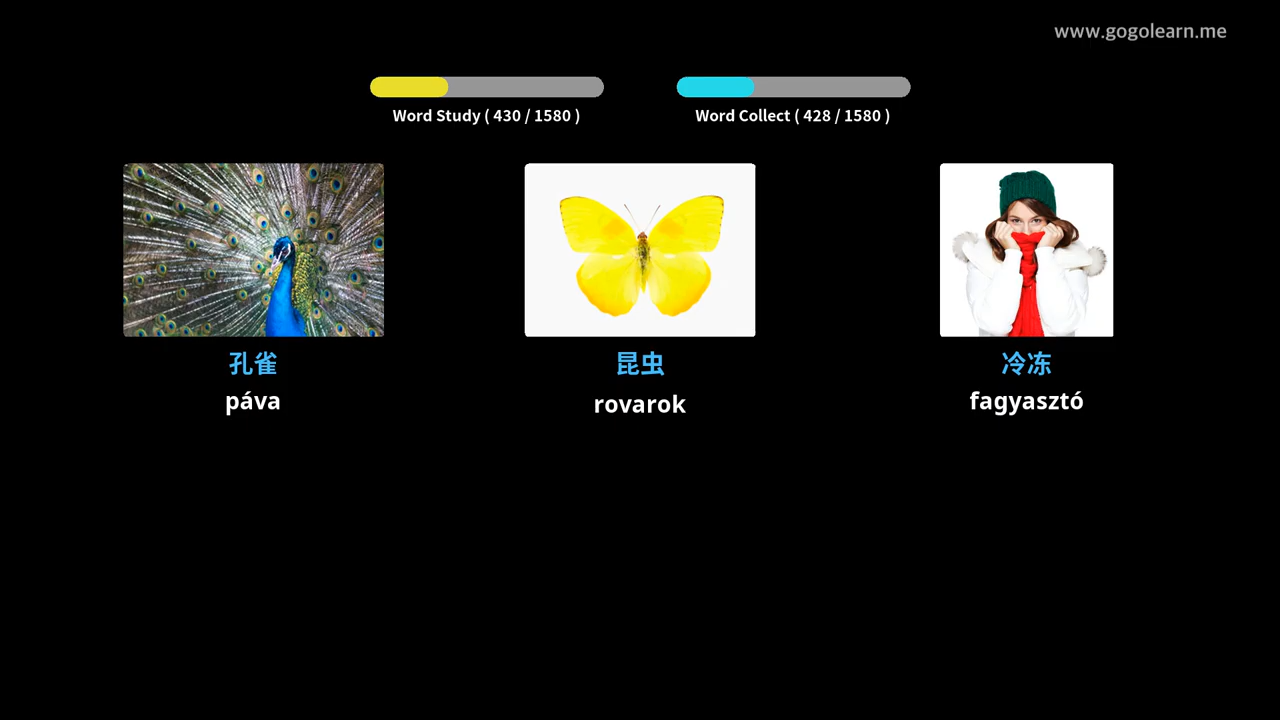 www.gogolearn.me
Word Study ( 430 / 1580 )
Word Collect ( 428 / 1580 )
孔雀
昆虫
冷冻
páva
rovarok
fagyasztó